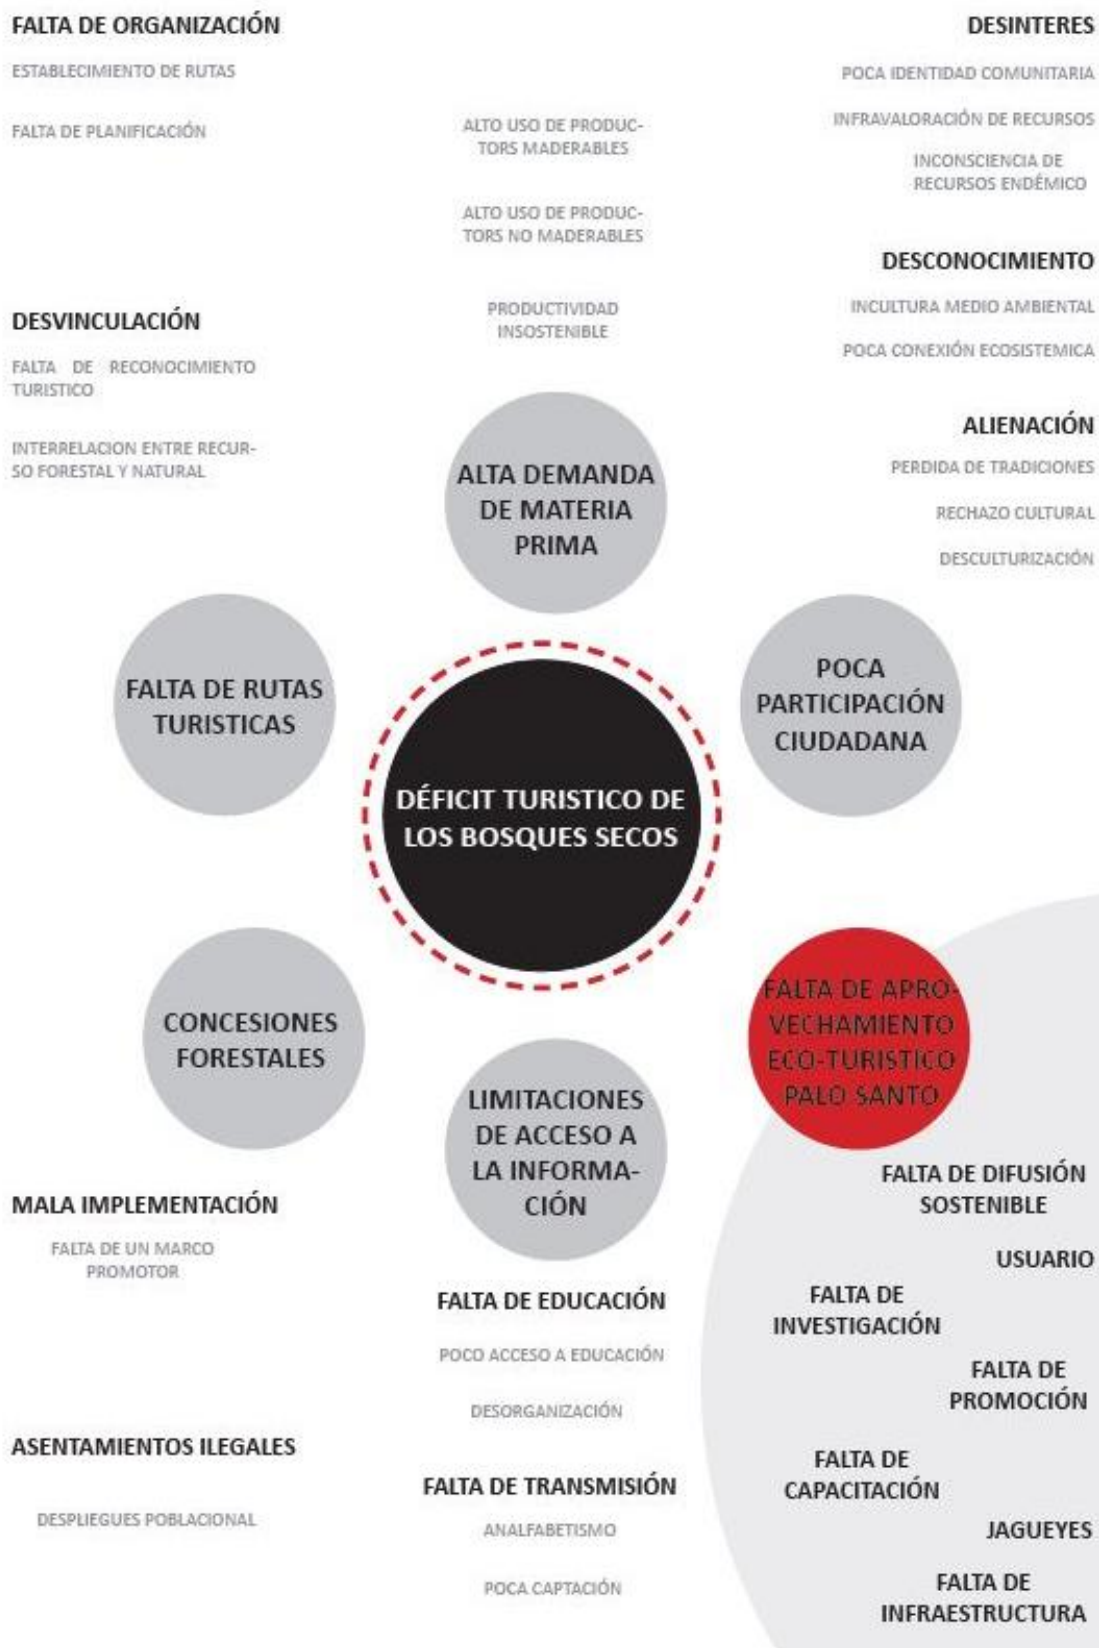 FALTA DE ORGANIZACIÓN
ESTABLECIMIENTO DE RUTAS
FALTA DE PLANIFICACIÓN
DESVINCULACIÓN
FALTA DE RECONOCIMIENTO
TURISTICO
INTERRELACION ENTRE RECUR-
SO FORESTAL Y NATURAL
ALTO USO DE PRODUC-
TORS MADERABLES
ALTO USO DE PRODUC-
TORS NO MADERABLES
PRODUCTIVIDAD
INSOSTENIBLE
DESINTERES
POCA IDENTIDAD COMUNITARIA
INFRAVALORACIÓN DE RECURSOS
INCONSCIENCIA DE
RECURSOS ENDÉMICO
DESCONOCIMIENTO
INCULTURA MEDIO AMBIENTAL
POCA CONEXIÓN ECOSISTEMICA
ALIENACIÓN
PERDIDA DE TRADICIONES
RECHAZO CULTURAL
DESCULTURIZACIÓN
ALTA DEMANDA
DE MATERIA
PRIMA
FALTA DE RUTAS
TURISTICAS
POCA
PARTICIPACIÓN
CIUDADANA
DÉFICIT TURISTICO DE
LOS BOSQUES SECOS
CONCESIONES
FORESTALES
LIMITACIONES
DE ACCESO A
LA INFORMA-
CIÓN
FALTA DE APRO-
VECHAMIENTO
ECO-TURISTICO
PALO SANTO
MALA IMPLEMENTACIÓN
FALTA DE UN MARCO
PROMOTOR
ASENTAMIENTOS ILEGALES
DESPLIEGUES POBLACIONAL
FALTA DE EDUCACIÓN
POCO ACCESO A EDUCACIÓN
DESORGANIZACIÓN
FALTA DE TRANSMISIÓN
ANALFABETISMO
POCA CAPTACIÓN
FALTA DE DIFUSIÓN
SOSTENIBLE
USUARIO
FALTA DE
INVESTIGACIÓN
FALTA DE
PROMOCIÓN
FALTA DE
CAPACITACIÓN
JAGUEYES
FALTA DE
INFRAESTRUCTURA